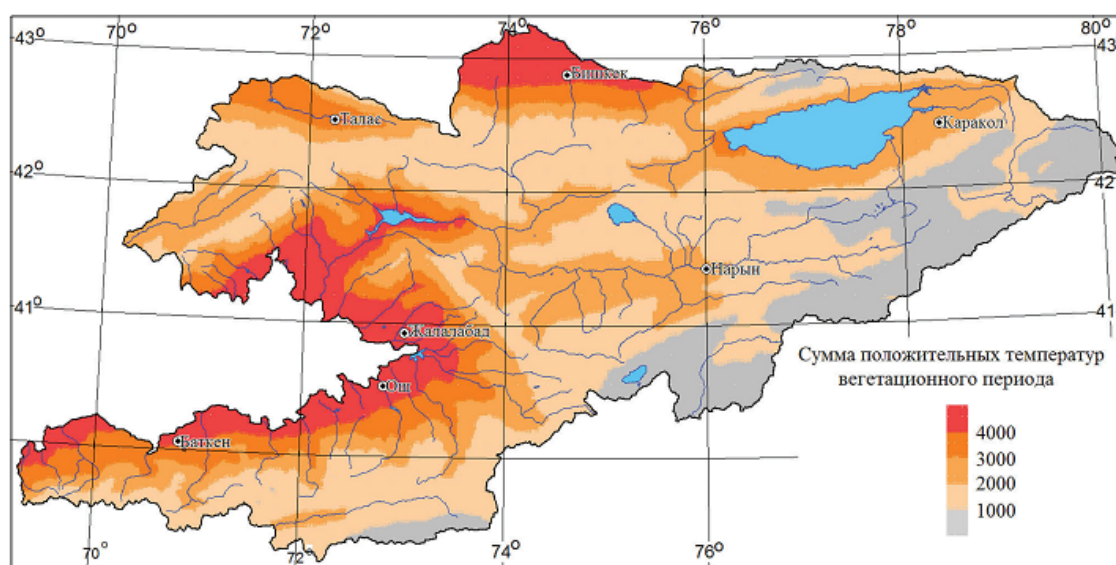 70° 72° 74° 76° 78° 80°
43° 43
Бишкек
Талас
Каракол
42° 42
Нарын
41° 41
Жалалабад
Ош
Баткен
Сумма положительных температур
вегетационного периода
4000
3000
2000
1000
70° 72° 74° 76°